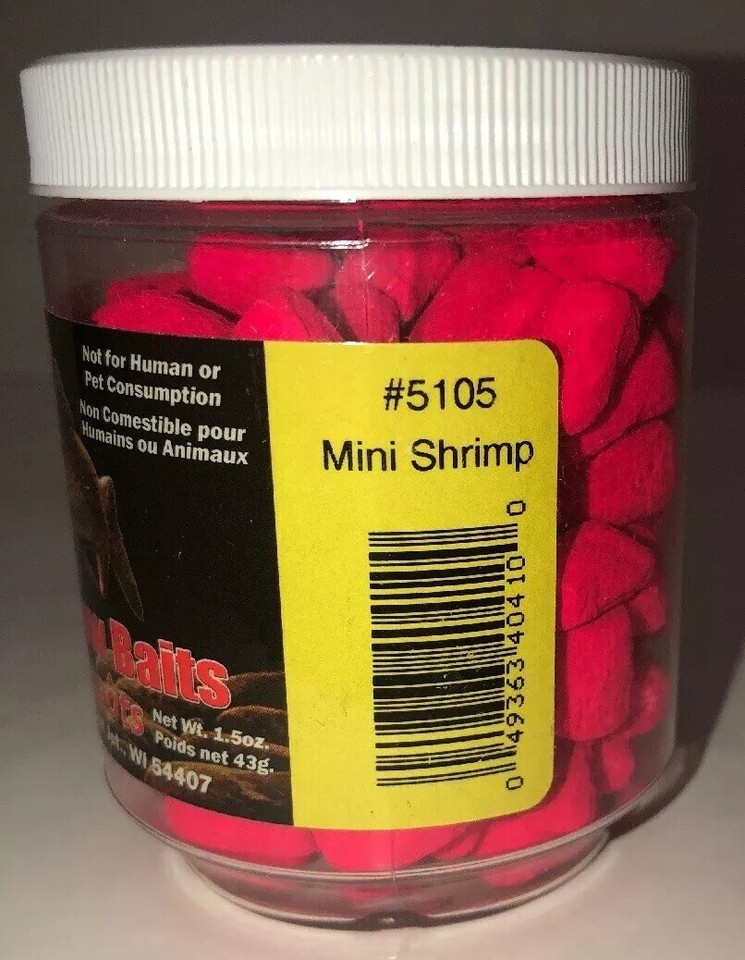 Not for Human or
Pet Consumption
Non Comestible pour
Humains ou Animaux
Baits
Net Wt. 1.5oz.
Poids net 43g.
WI 54407
#5105
Mini Shrimp
0 49363 40410 0